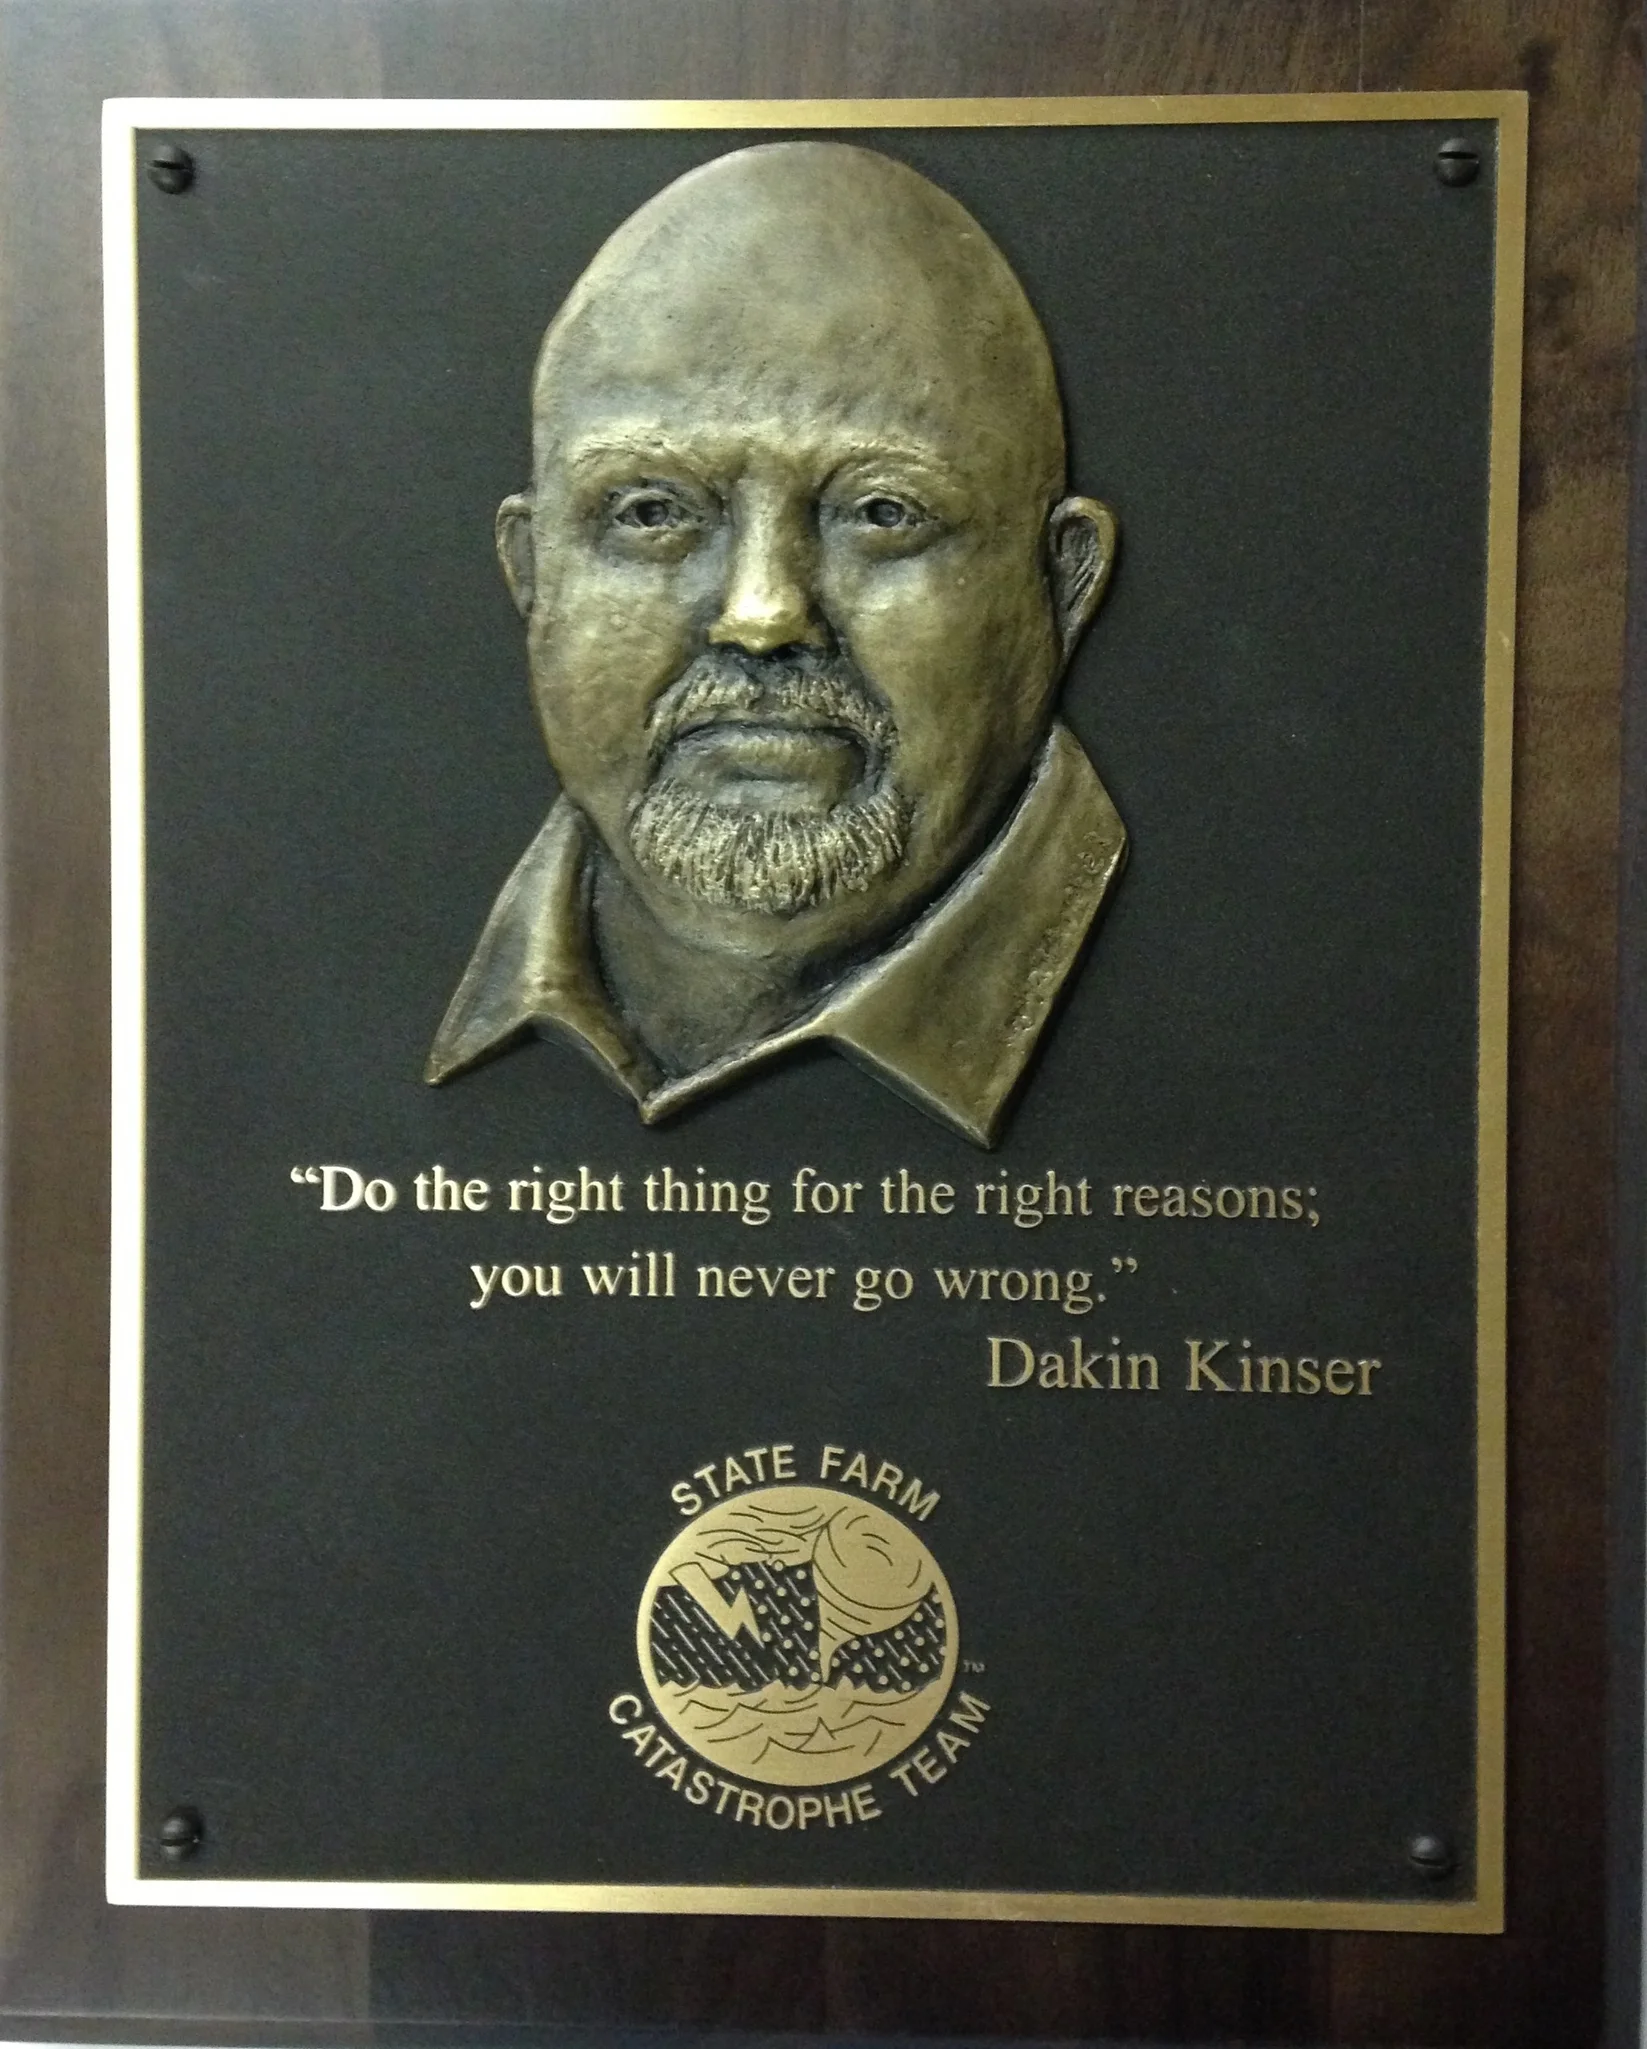 “Do the right thing for the right reasons;
you will never go wrong.”
Dakin Kinser
STATE FARM
TM
CATASTROPHE TEAM